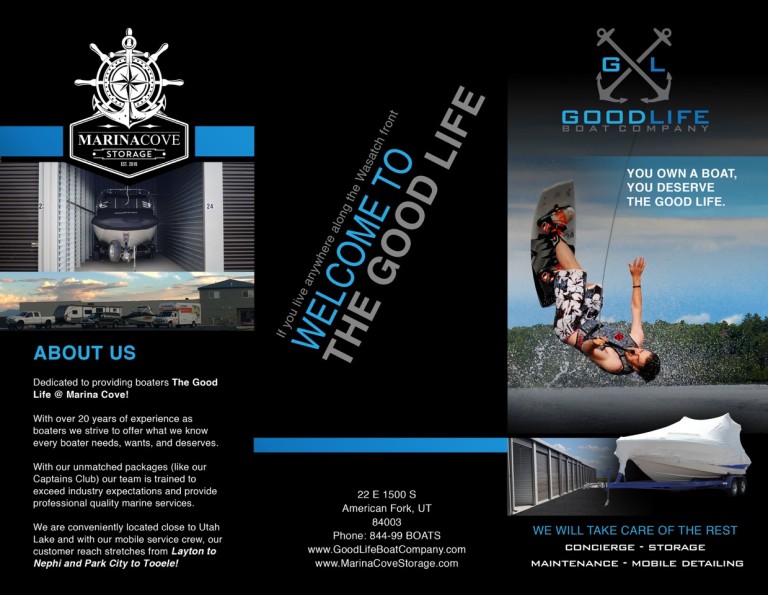 MARINACOVE
STORAGE
EST. 2018
24
ABOUT US
Dedicated to providing boaters The Good
Life @ Marina Cove!
With over 20 years of experience as
boaters we strive to offer what we know
every boater needs, wants, and deserves.
With our unmatched packages (like our
Captains Club) our team is trained to
exceed industry expectations and provide
professional quality marine services.
We are conveniently located close to Utah
Lake and with our mobile service crew, our
customer reach stretches from Layton to
Nephi and Park City to Tooele!
If you live anywhere along the Wasatch front
WELCOME TO
THE GOOD LIFE
22 E 1500 S
American Fork, UT
84003
Phone: 844-99 BOATS
www.GoodLifeBoatCompany.com
www.MarinaCoveStorage.com
G L
GOODLIFE
BOAT COMPANY
YOU OWN A BOAT,
YOU DESERVE
THE GOOD LIFE.
WE WILL TAKE CARE OF THE REST
CONCIERGE - STORAGE
MAINTENANCE - MOBILE DETAILING